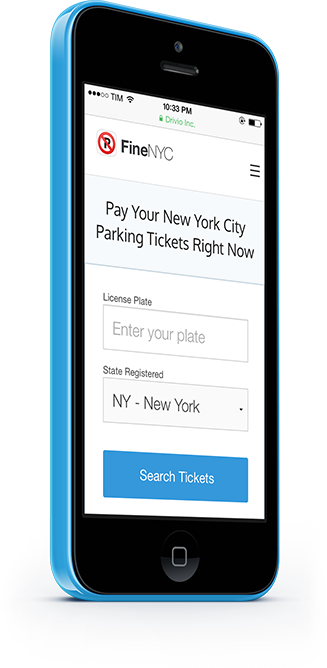 TIM
10:33 PM
Drivio Inc.
FineNYC
Pay Your New York City
Parking Tickets Right Now
License Plate
Enter your plate
State Registered
NY - New York
Search Tickets